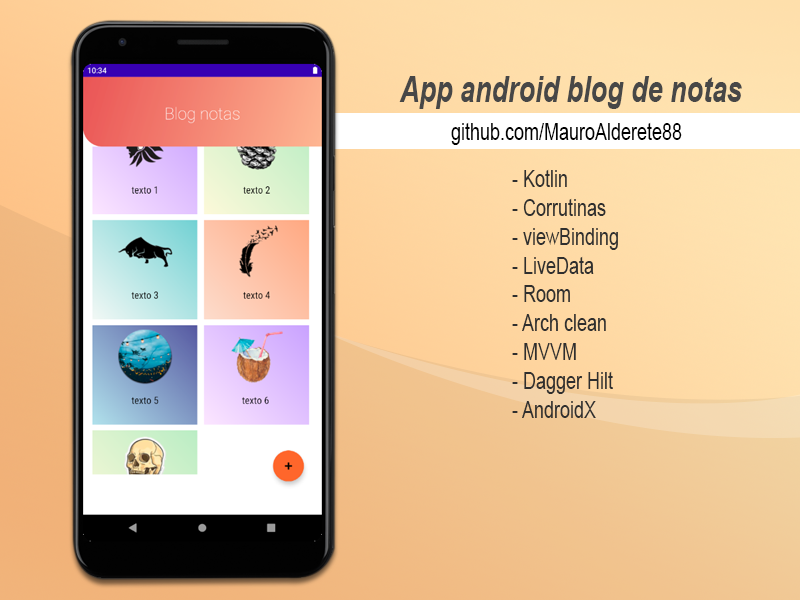 10:34
Blog notas
texto 1
texto 2
texto 3
texto 4
texto 5
texto 6
+
App android blog de notas
github.com/MauroAlderete88
- Kotlin
- Corrutinas
- viewBinding
- LiveData
- Room
- Arch clean
- MVVM
- Dagger Hilt
- AndroidX